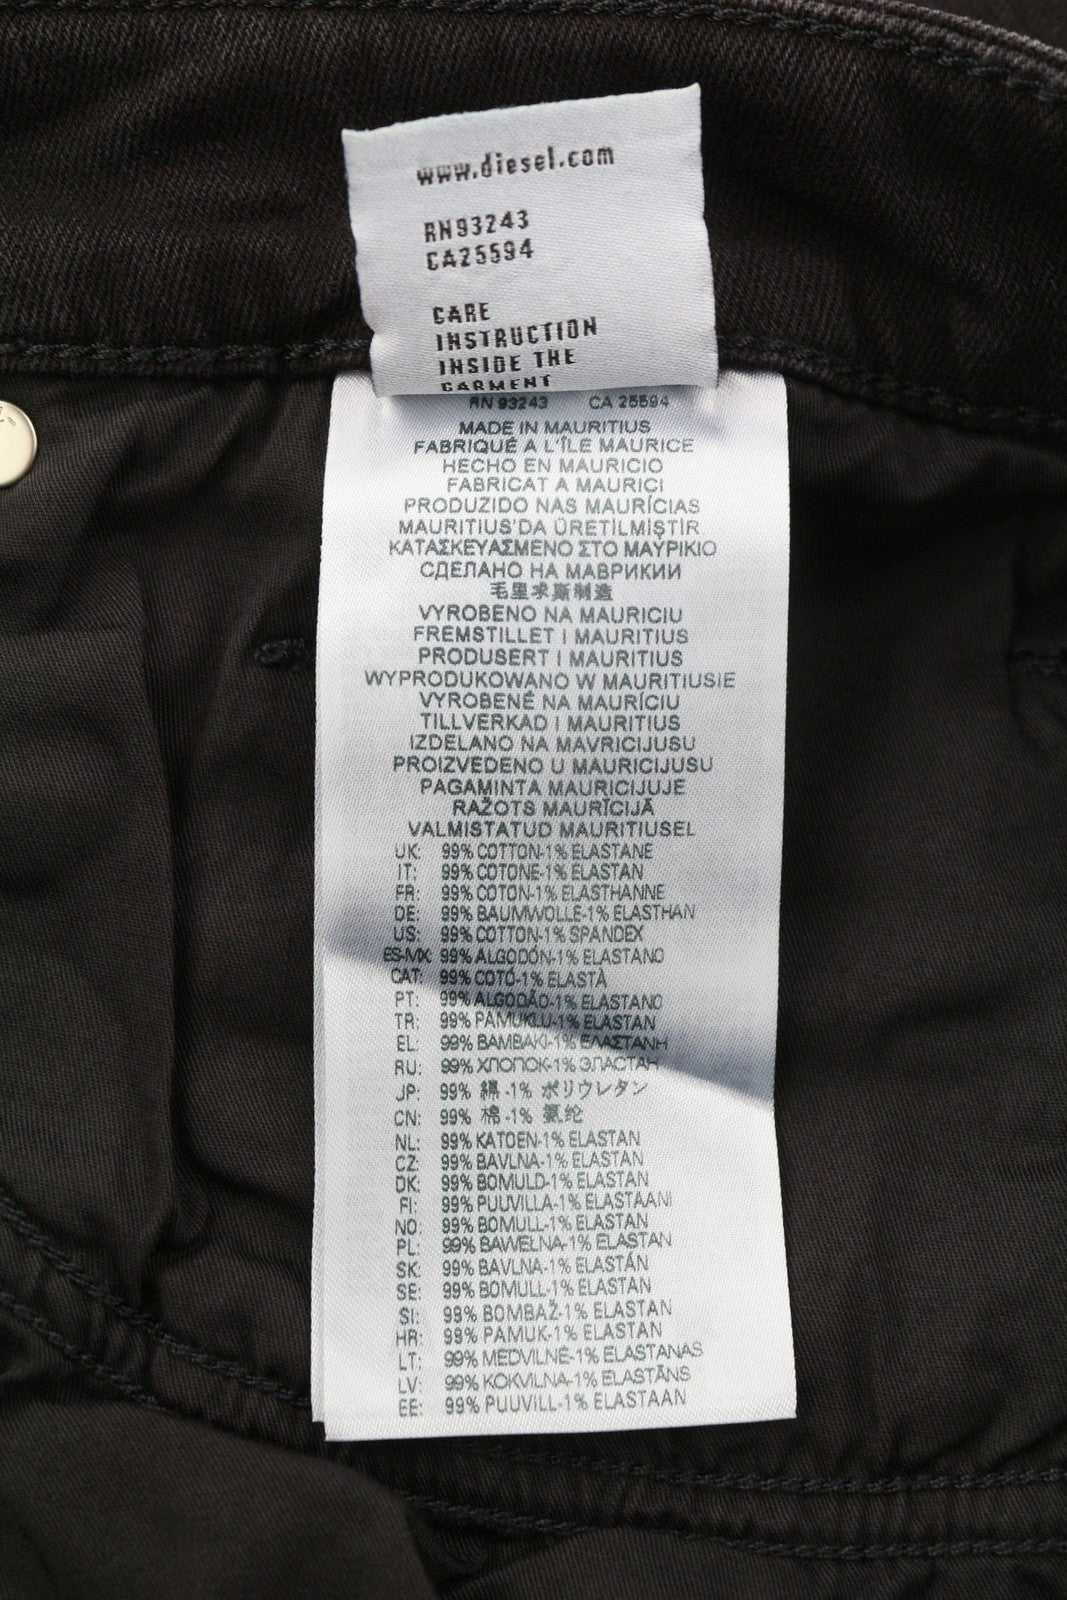 www.diesel.com
RN93243
CA25594
CARE
INSTRUCTION
INSIDE THE
GARMENT
RN 93243 CA 25594
MADE IN MAURITIUS
FABRIQUÉ A L'ÎLE MAURICE
HECHO EN MAURICIO
FABRICAT A MAURICI
PRODUZIDO NAS MAURÍCIAS
MAURITIUS'DA ÜRETILMIŞTIR
ΚΑΤΑΣΚΕΥΑΣΜΕΝΟ ΣΤΟ ΜΑΥΡΙΚΙΟ
СДЕЛАНО НА МАВРИКИИ
毛里求斯制造
VYROBENO NA MAURICIU
FREMSTILLET I MAURITIUS
PRODUSERT I MAURITIUS
WYPRODUKOWANO W MAURITIUSIE
VYROBENÉ NA MAURÍCIU
TILLVERKAD I MAURITIUS
IZDELANO NA MAVRICIJUSU
PROIZVEDENO U MAURICIJUSU
PAGAMINTA MAURICIJUJE
RAŽOTS MAURĪCIJĀ
VALMISTATUD MAURITIUSEL
UK: 99% COTTON-1% ELASTANE
IT: 99% COTONE-1% ELASTAN
FR: 99% COTON-1% ELASTHANNE
DE: 99% BAUMWOLLE-1% ELASTHAN
US: 99% COTTON-1% SPANDEX
ES-MX: 99% ALGODÓN-1% ELASTANO
CAT: 99% COTÓ-1% ELASTÀ
PT: 99% ALGODÃO-1% ELASTANO
TR: 99% PAMUKLU-1% ELASTAN
EL: 99% ΒΑΜΒΑΚΙ-1% ΕΛΑΣΤΑΝΗ
RU: 99% ХЛОПОК-1% ЭЛАСТАН
JP: 99% 綿 -1% ポリウレタン
CN: 99% 棉 -1% 氨纶
NL: 99% KATOEN-1% ELASTAN
CZ: 99% BAVLNA-1% ELASTAN
DK: 99% BOMULD-1% ELASTAN
FI: 99% PUUVILLA-1% ELASTAANI
NO: 99% BOMULL-1% ELASTAN
PL: 99% BAWEŁNA-1% ELASTAN
SK: 99% BAVLNA-1% ELASTÁN
SE: 99% BOMULL-1% ELASTAN
SI: 99% BOMBAŽ-1% ELASTAN
HR: 99% PAMUK-1% ELASTAN
LT: 99% MEDVILNĖ-1% ELASTANAS
LV: 99% KOKVILNA-1% ELASTĀNS
EE: 99% PUUVILL-1% ELASTAAN